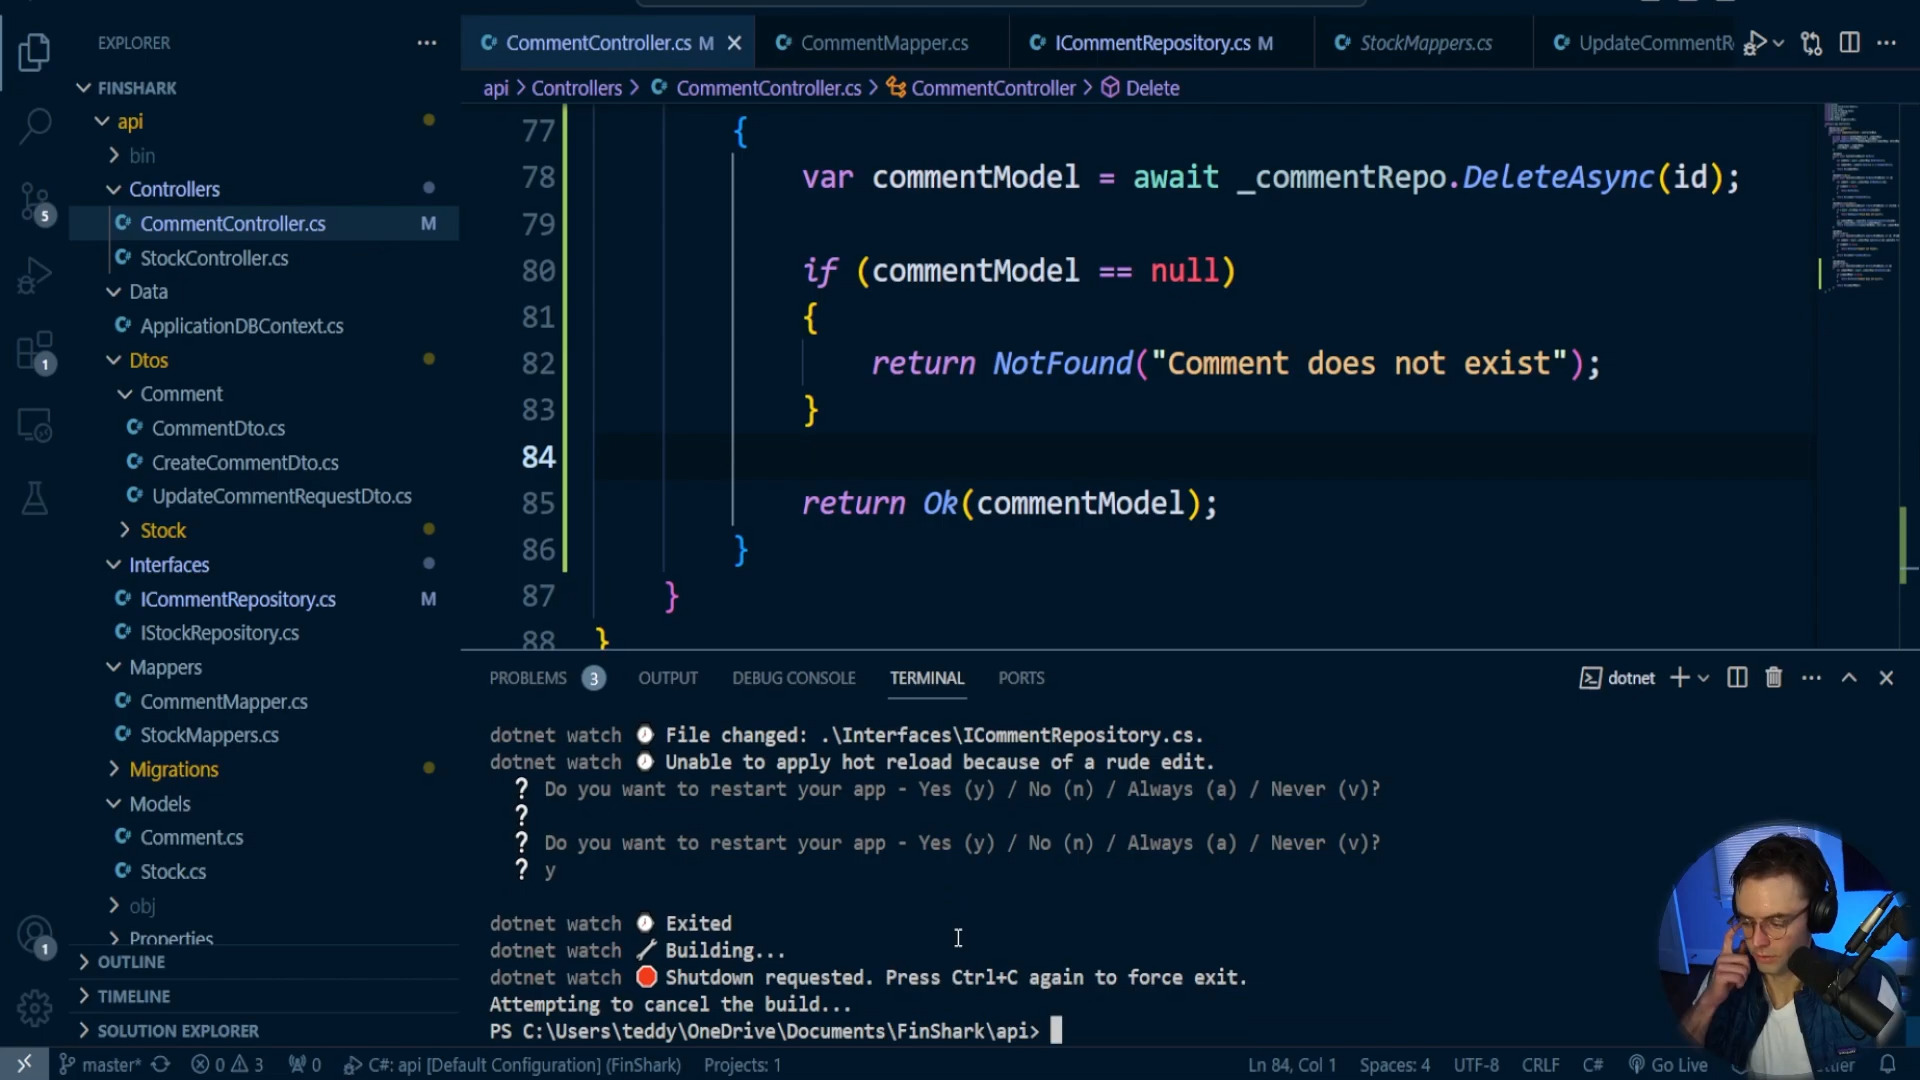 EXPLORER
FINSHARK
api
bin
Controllers
CommentController.cs M
StockController.cs
Data
ApplicationDBContext.cs
Dtos
Comment
CommentDto.cs
CreateCommentDto.cs
UpdateCommentRequestDto.cs
Stock
Interfaces
ICommentRepository.cs M
IStockRepository.cs
Mappers
CommentMapper.cs
StockMappers.cs
Migrations
Models
Comment.cs
Stock.cs
obj
Properties
OUTLINE
TIMELINE
SOLUTION EXPLORER
5
1
1
CommentController.cs M CommentMapper.cs ICommentRepository.cs M StockMappers.cs
api > Controllers > CommentController.cs > CommentController > Delete
77 {
78 var commentModel = await _commentRepo.DeleteAsync(id);
79
80 if (commentModel == null)
81 {
82 return NotFound("Comment does not exist");
83 }
84
85 return Ok(commentModel);
86 }
87 }
88 }
PROBLEMS 3 OUTPUT DEBUG CONSOLE TERMINAL PORTS dotnet
dotnet watch File changed: .\Interfaces\ICommentRepository.cs.
dotnet watch Unable to apply hot reload because of a rude edit.
? Do you want to restart your app - Yes (y) / No (n) / Always (a) / Never (v)?
?
? Do you want to restart your app - Yes (y) / No (n) / Always (a) / Never (v)?
? y
dotnet watch Exited
dotnet watch Building...
dotnet watch Shutdown requested. Press Ctrl+C again to force exit.
Attempting to cancel the build...
PS C:\Users\teddy\OneDrive\Documents\FinShark\api>
master* 0 3 0 C#: api [Default Configuration] (FinShark) Projects: 1 Ln 84, Col 1 Spaces: 4 UTF-8 CRLF C# Go Live